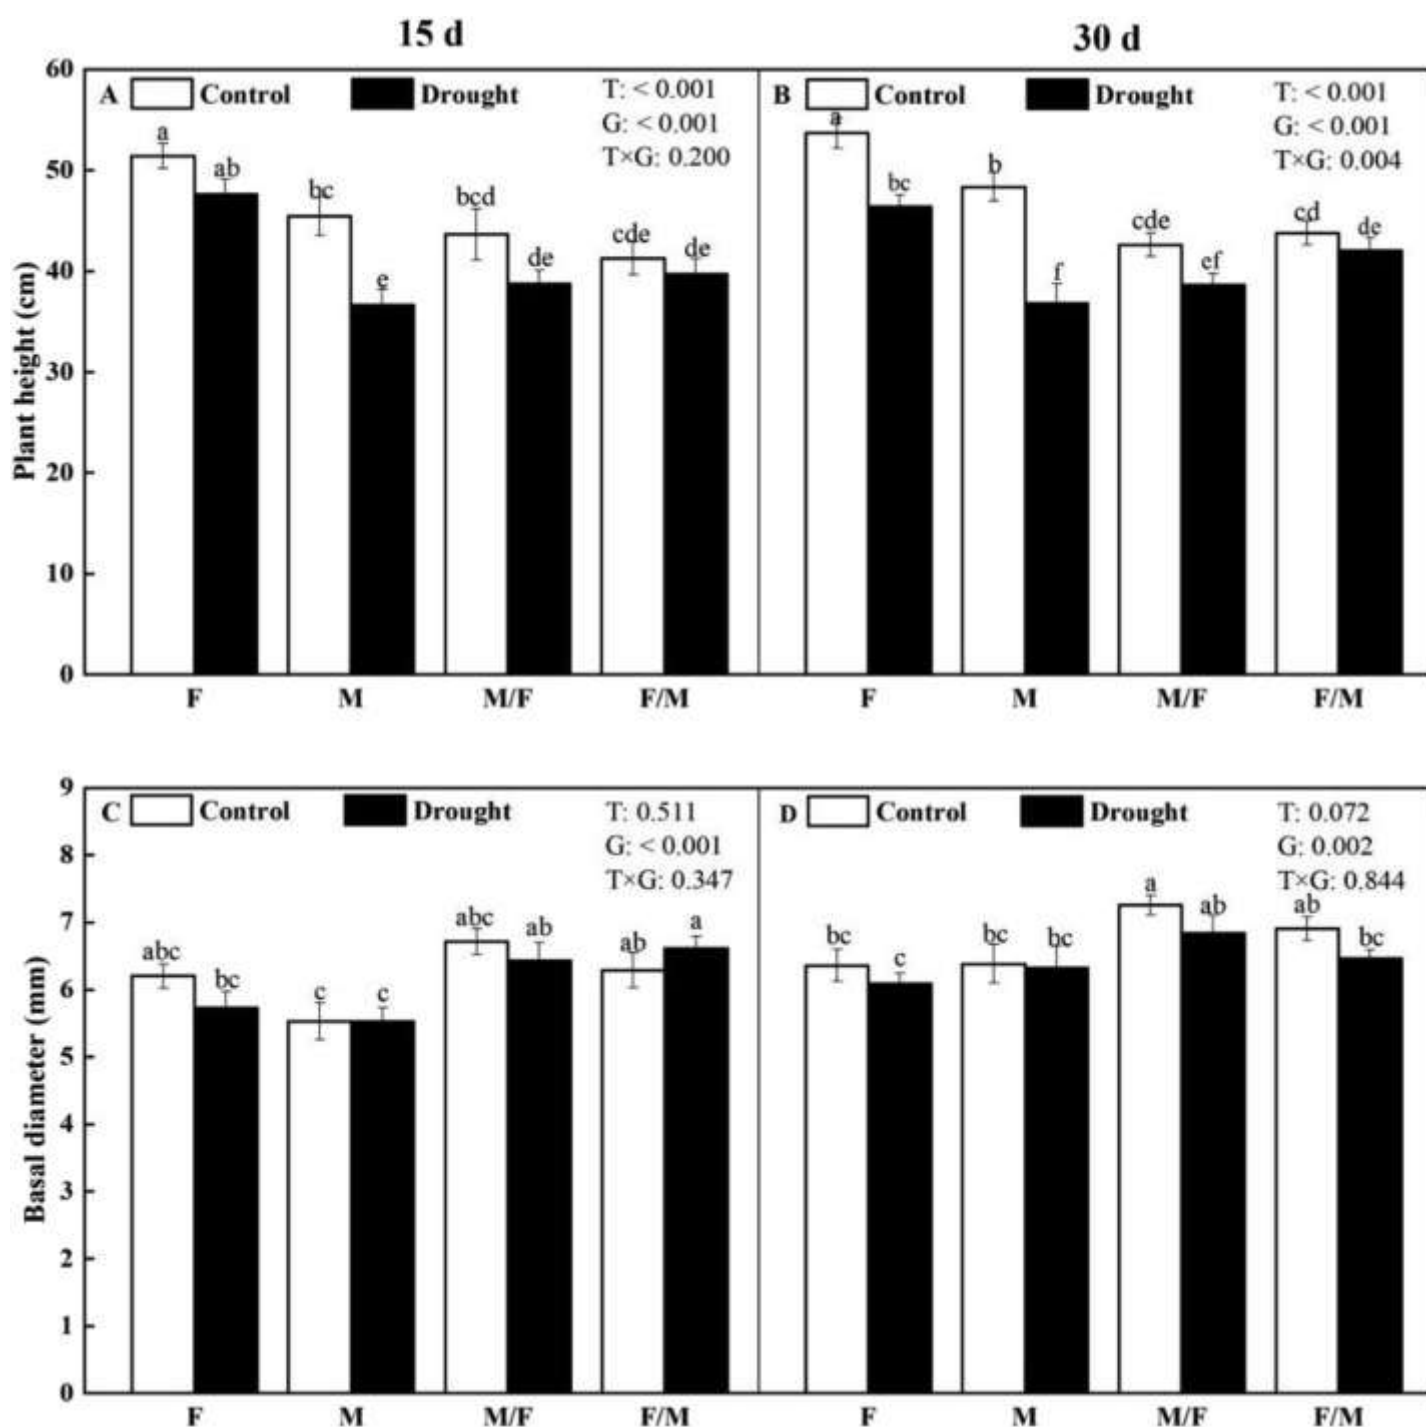 15 d
30 d
A Control Drought
T: < 0.001
G: < 0.001
T×G: 0.200
B Control Drought
T: < 0.001
G: < 0.001
T×G: 0.004
Plant height (cm)
60
50
40
30
20
10
0
a
ab
bc
e
bcd
de
cde
de
a
bc
b
f
cde
ef
cd
de
F M M/F F/M
F M M/F F/M
C Control Drought
T: 0.511
G: < 0.001
T×G: 0.347
D Control Drought
T: 0.072
G: 0.002
T×G: 0.844
Basal diameter (mm)
9
8
7
6
5
4
3
2
1
0
abc
bc
c
c
abc
ab
ab
a
bc
c
bc
bc
a
ab
ab
bc
F M M/F F/M
F M M/F F/M